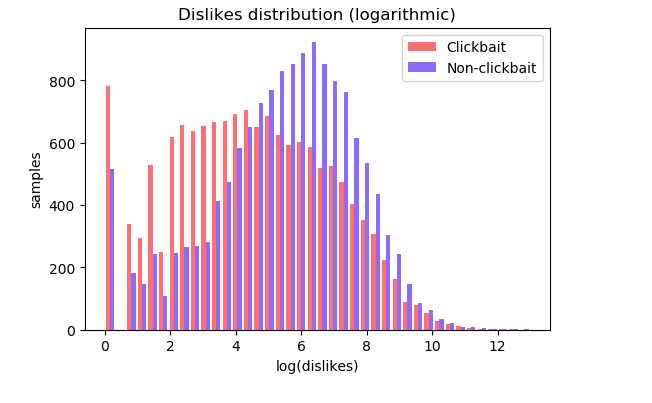 Dislikes distribution (logarithmic)
Clickbait
Non-clickbait
800
600
400
200
0
samples
0 2 4 6 8 10 12
log(dislikes)